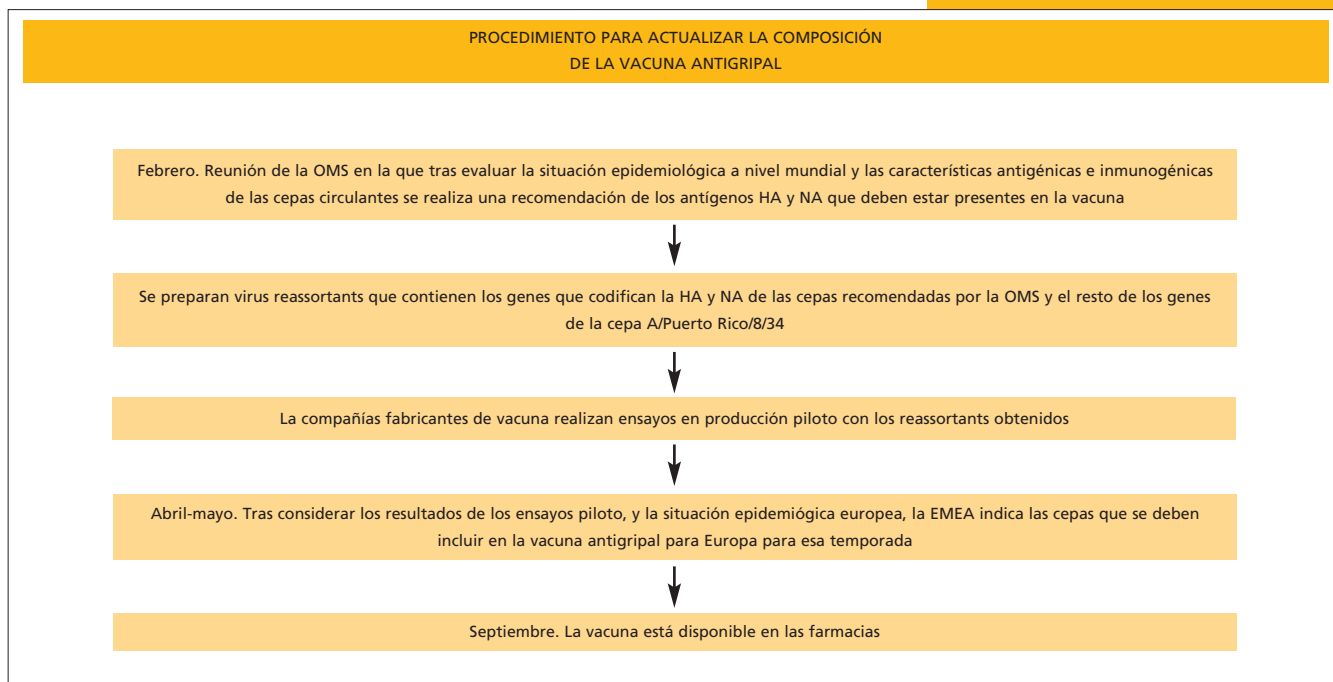 PROCEDIMIENTO PARA ACTUALIZAR LA COMPOSICIÓN
DE LA VACUNA ANTIGRIPAL
Febrero. Reunión de la OMS en la que tras evaluar la situación epidemiológica a nivel mundial y las características antigénicas e inmunogénicas
de las cepas circulantes se realiza una recomendación de los antígenos HA y NA que deben estar presentes en la vacuna
Se preparan virus reassortants que contienen los genes que codifican la HA y NA de las cepas recomendadas por la OMS y el resto de los genes
de la cepa A/Puerto Rico/8/34
La compañías fabricantes de vacuna realizan ensayos en producción piloto con los reassortants obtenidos
Abril-mayo. Tras considerar los resultados de los ensayos piloto, y la situación epidemiógica europea, la EMEA indica las cepas que se deben
incluir en la vacuna antigripal para Europa para esa temporada
Septiembre. La vacuna está disponible en las farmacias